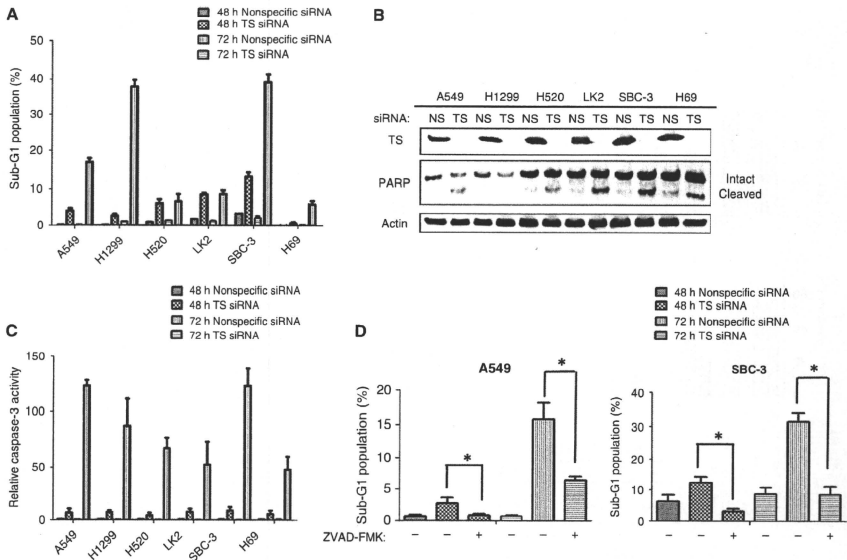 A
48 h Nonspecific siRNA
48 h TS siRNA
72 h Nonspecific siRNA
72 h TS siRNA
Sub-G1 population (%)
50
40
30
20
10
0
A549
H1299
H520
LK2
SBC-3
H69
B
A549 H1299 H520 LK2 SBC-3 H69
siRNA: NS TS NS TS NS TS NS TS NS TS NS TS
TS
PARP
Intact
Cleaved
Actin
C
48 h Nonspecific siRNA
48 h TS siRNA
72 h Nonspecific siRNA
72 h TS siRNA
Relative caspase-3 activity
150
100
50
0
A549
H1299
H520
LK2
SBC-3
H69
D
48 h Nonspecific siRNA
48 h TS siRNA
72 h Nonspecific siRNA
72 h TS siRNA
A549
Sub-G1 population (%)
20
15
10
5
0
*
*
ZVAD-FMK: – – + – – +
SBC-3
Sub-G1 population (%)
40
30
20
10
0
*
*
– – + – – +